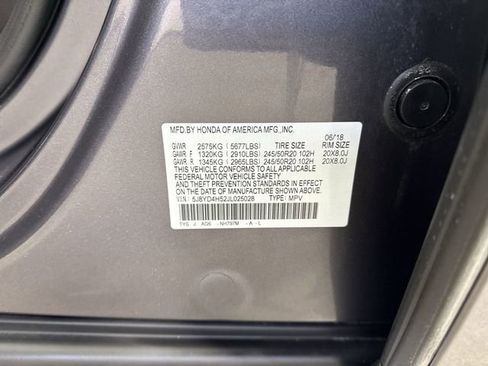 MFD.BY HONDA OF AMERICA MFG.,INC. 06/18
GVWR 2575KG (5677LBS) TIRE SIZE RIM SIZE
GAWR F 1320KG (2910LBS) 245/50R20 102H 20X8.0J
GAWR R 1345KG (2965LBS) 245/50R20 102H 20X8.0J
THIS VEHICLE CONFORMS TO ALL APPLICABLE
FEDERAL MOTOR VEHICLE SAFETY
AND THEFT PREVENTION STANDARDS IN EFFECT
ON THE DATE OF MANUFACTURE SHOWN ABOVE.
V.I.N: 5J8YD4H52JL025028 TYPE: MPV
J NH797M -A -L